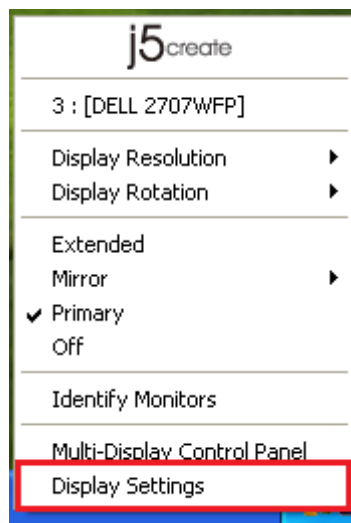 j5create
3 : [DELL 2707WFP]
Display Resolution
Display Rotation
Extended
Mirror
Primary
Off
Identify Monitors
Multi-Display Control Panel
Display Settings